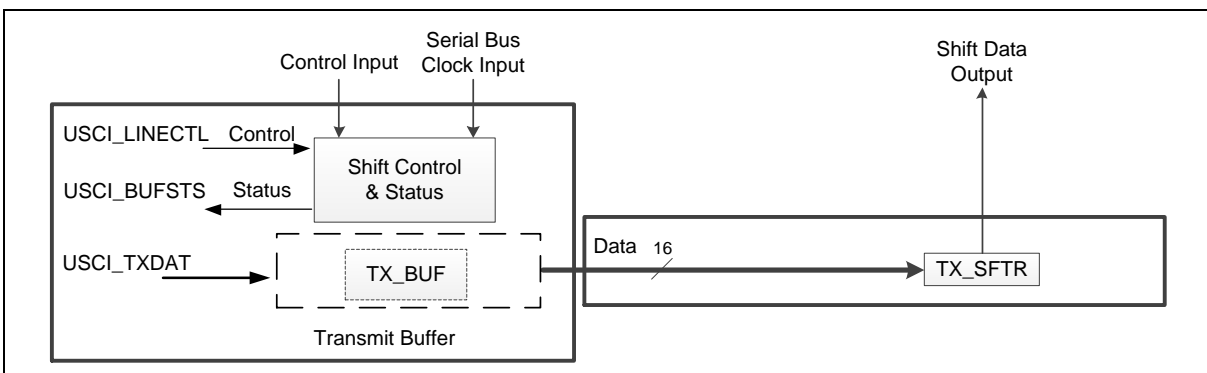 Control Input
Serial Bus
Clock Input
Shift Data
Output
USCI_LINECTL Control
USCI_BUFSTS Status
Shift Control
& Status
USCI_TXDAT
TX_BUF
Transmit Buffer
Data 16
TX_SFTR